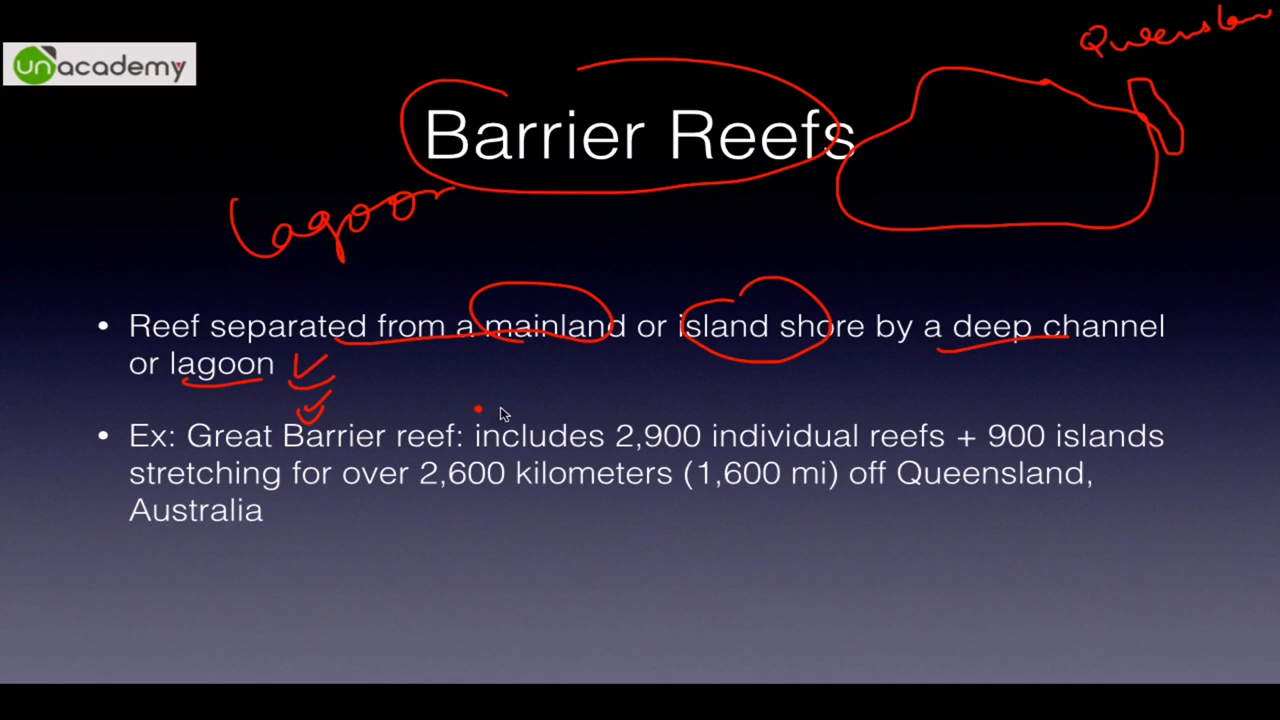 Queenslan
unacademy
Barrier Reefs
Lagoon
• Reef separated from a mainland or island shore by a deep channel
or lagoon
• Ex: Great Barrier reef: includes 2,900 individual reefs + 900 islands
stretching for over 2,600 kilometers (1,600 mi) off Queensland,
Australia